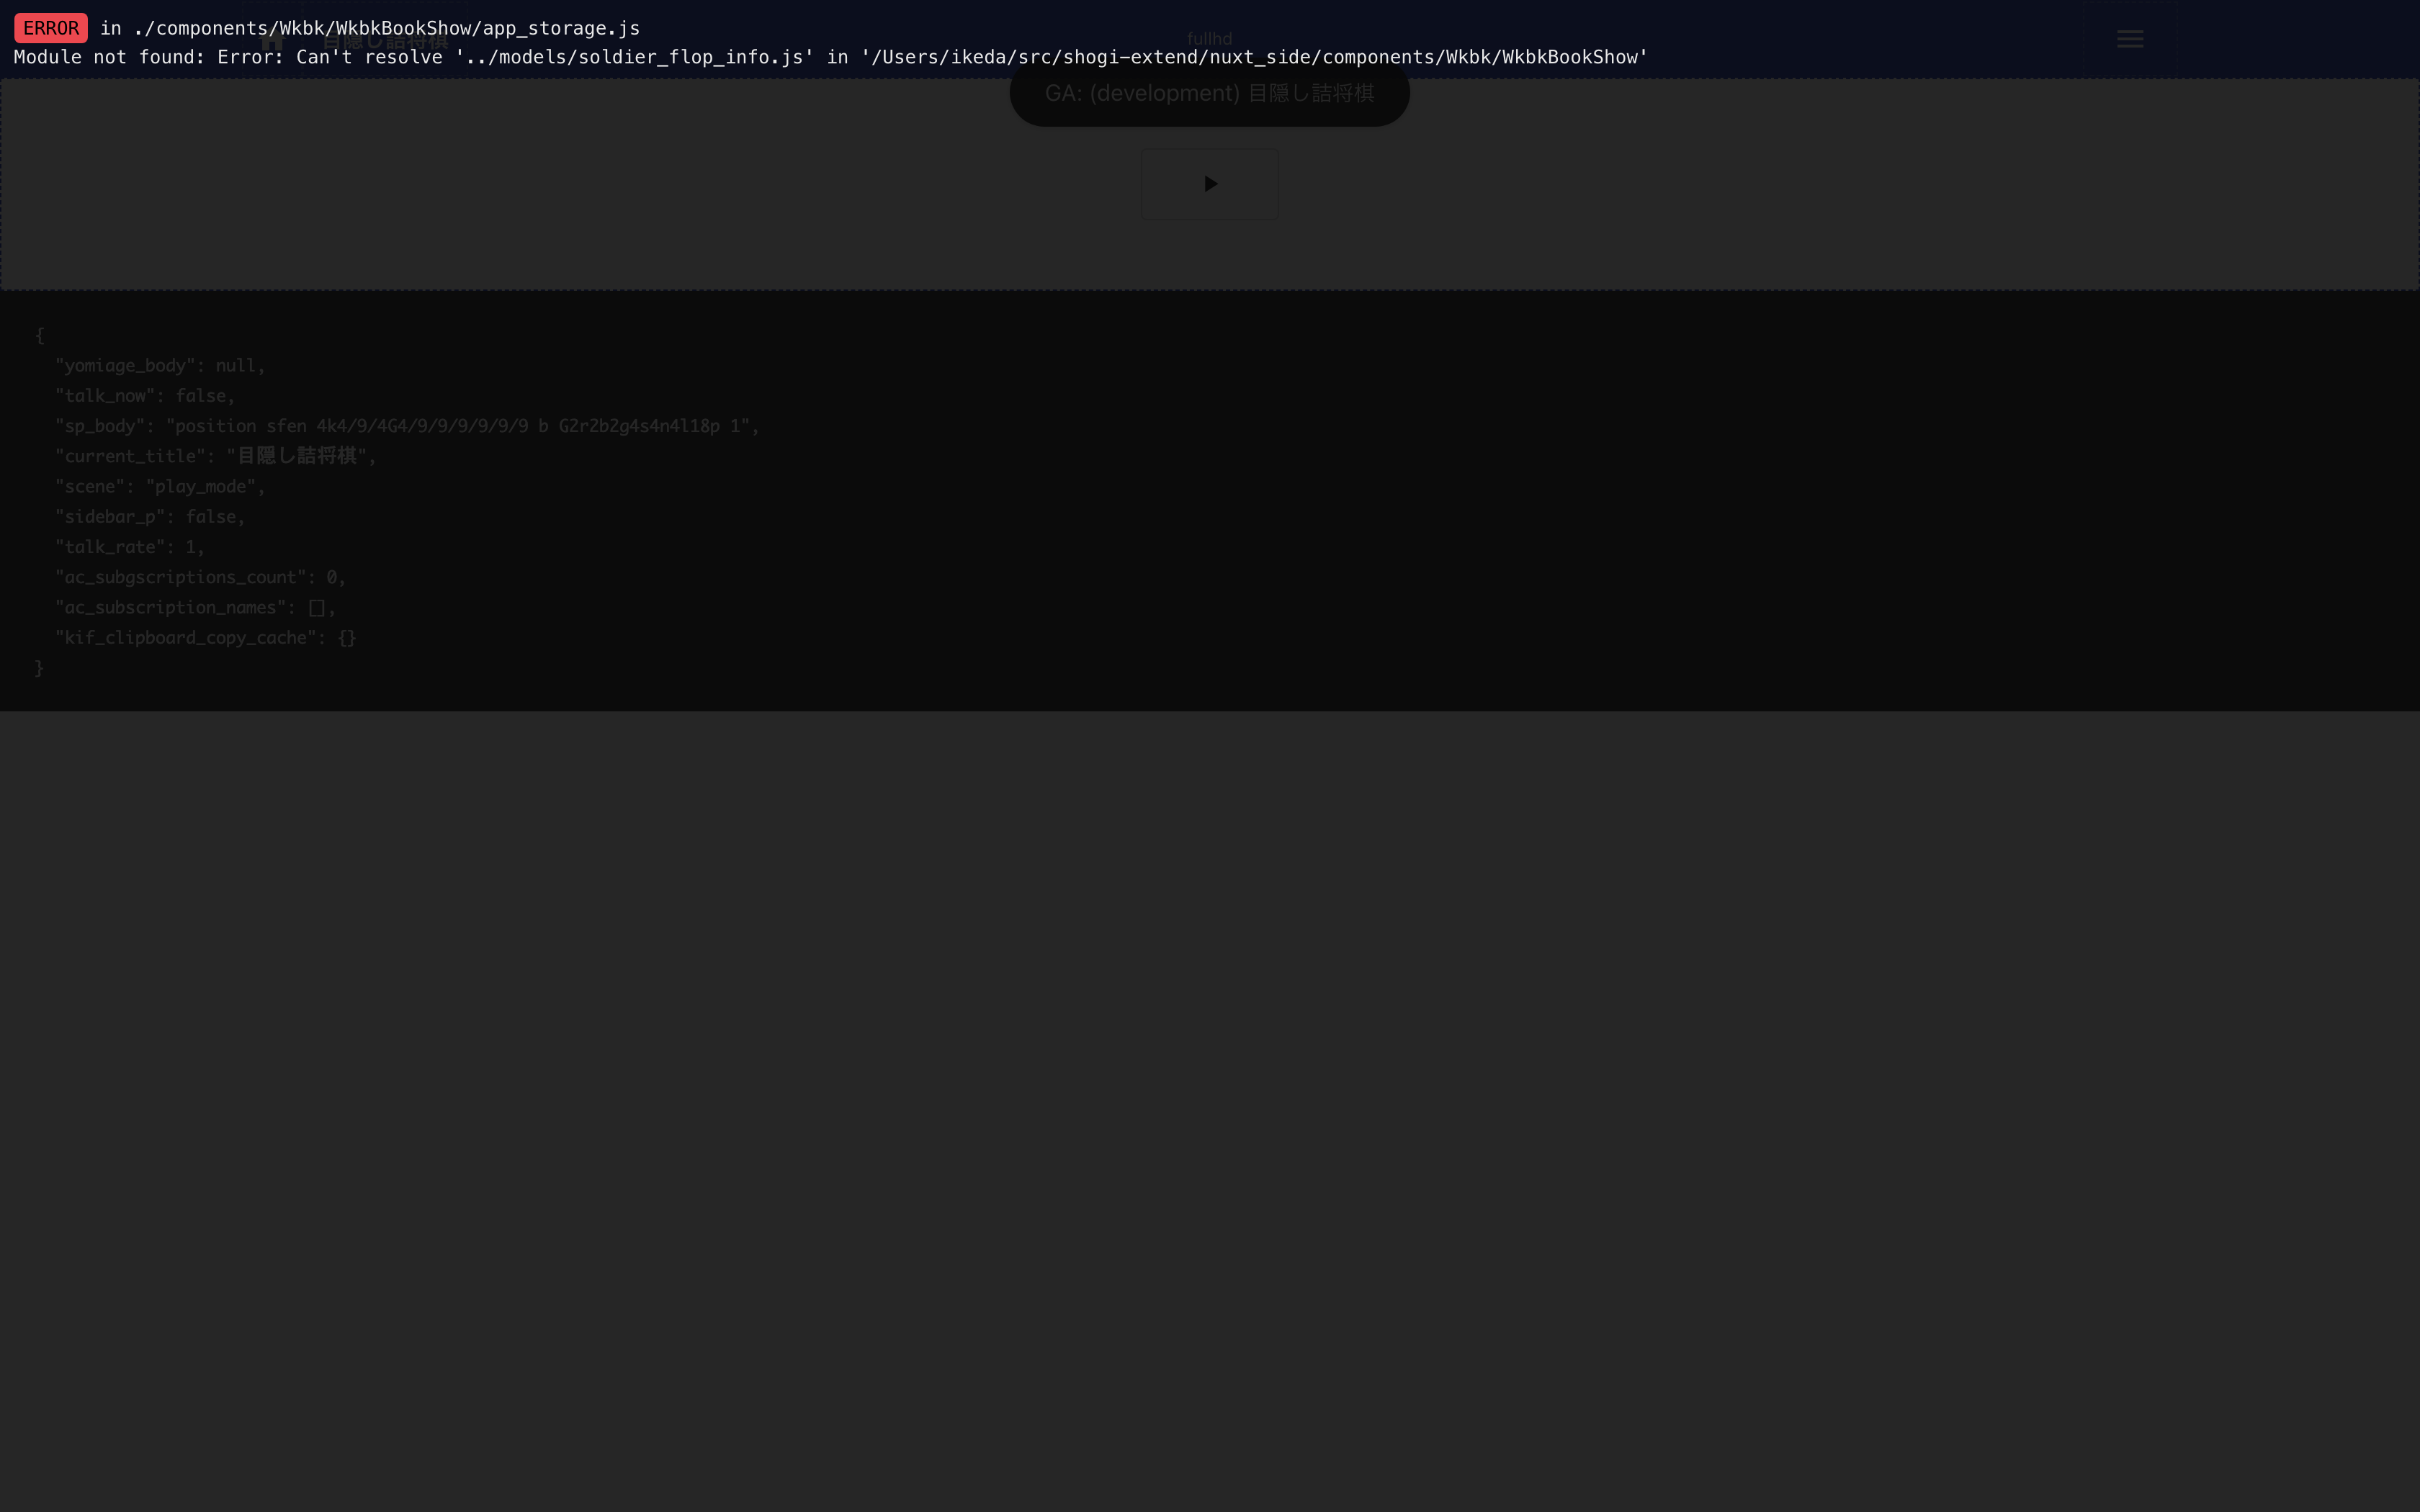 ERROR in ./components/Wkbk/WkbkBookShow/app_storage.js
目隠し詰将棋
fullhd
Module not found: Error: Can't resolve '../models/soldier_flop_info.js' in '/Users/ikeda/src/shogi-extend/nuxt_side/components/Wkbk/WkbkBookShow'
GA: (development) 目隠し詰将棋
{
"yomiage_body": null,
"talk_now": false,
"sp_body": "position sfen 4k4/9/4G4/9/9/9/9/9/9 b G2r2b2g4s4n4l18p 1",
"current_title": "目隠し詰将棋",
"scene": "play_mode",
"sidebar_p": false,
"talk_rate": 1,
"ac_subgscriptions_count": 0,
"ac_subscription_names": [],
"kif_clipboard_copy_cache": {}
}